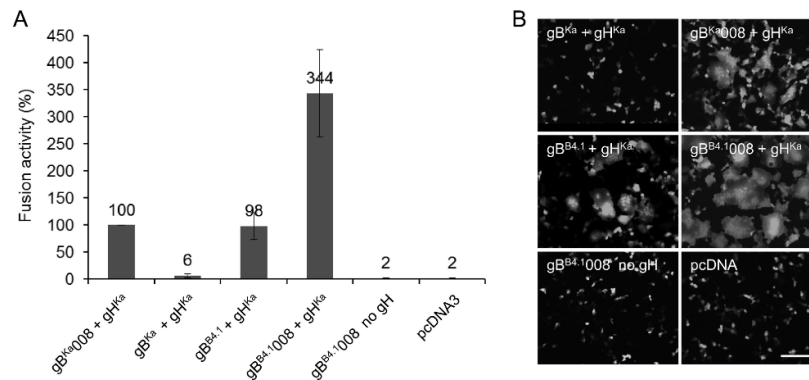 A
Fusion activity (%)
450
400
350
300
250
200
150
100
50
0
100
6
98
344
2
2
gBᴷᵃ008 + gHᴷᵃ
gBᴷᵃ + gHᴷᵃ
gBᴮ⁴·¹ + gHᴷᵃ
gBᴮ⁴·¹008 + gHᴷᵃ
gBᴮ⁴·¹008 no gH
pcDNA3
B
gBᴷᵃ + gHᴷᵃ
gBᴷᵃ008 + gHᴷᵃ
gBᴮ⁴·¹ + gHᴷᵃ
gBᴮ⁴·¹008 + gHᴷᵃ
gBᴮ⁴·¹008 no gH
pcDNA